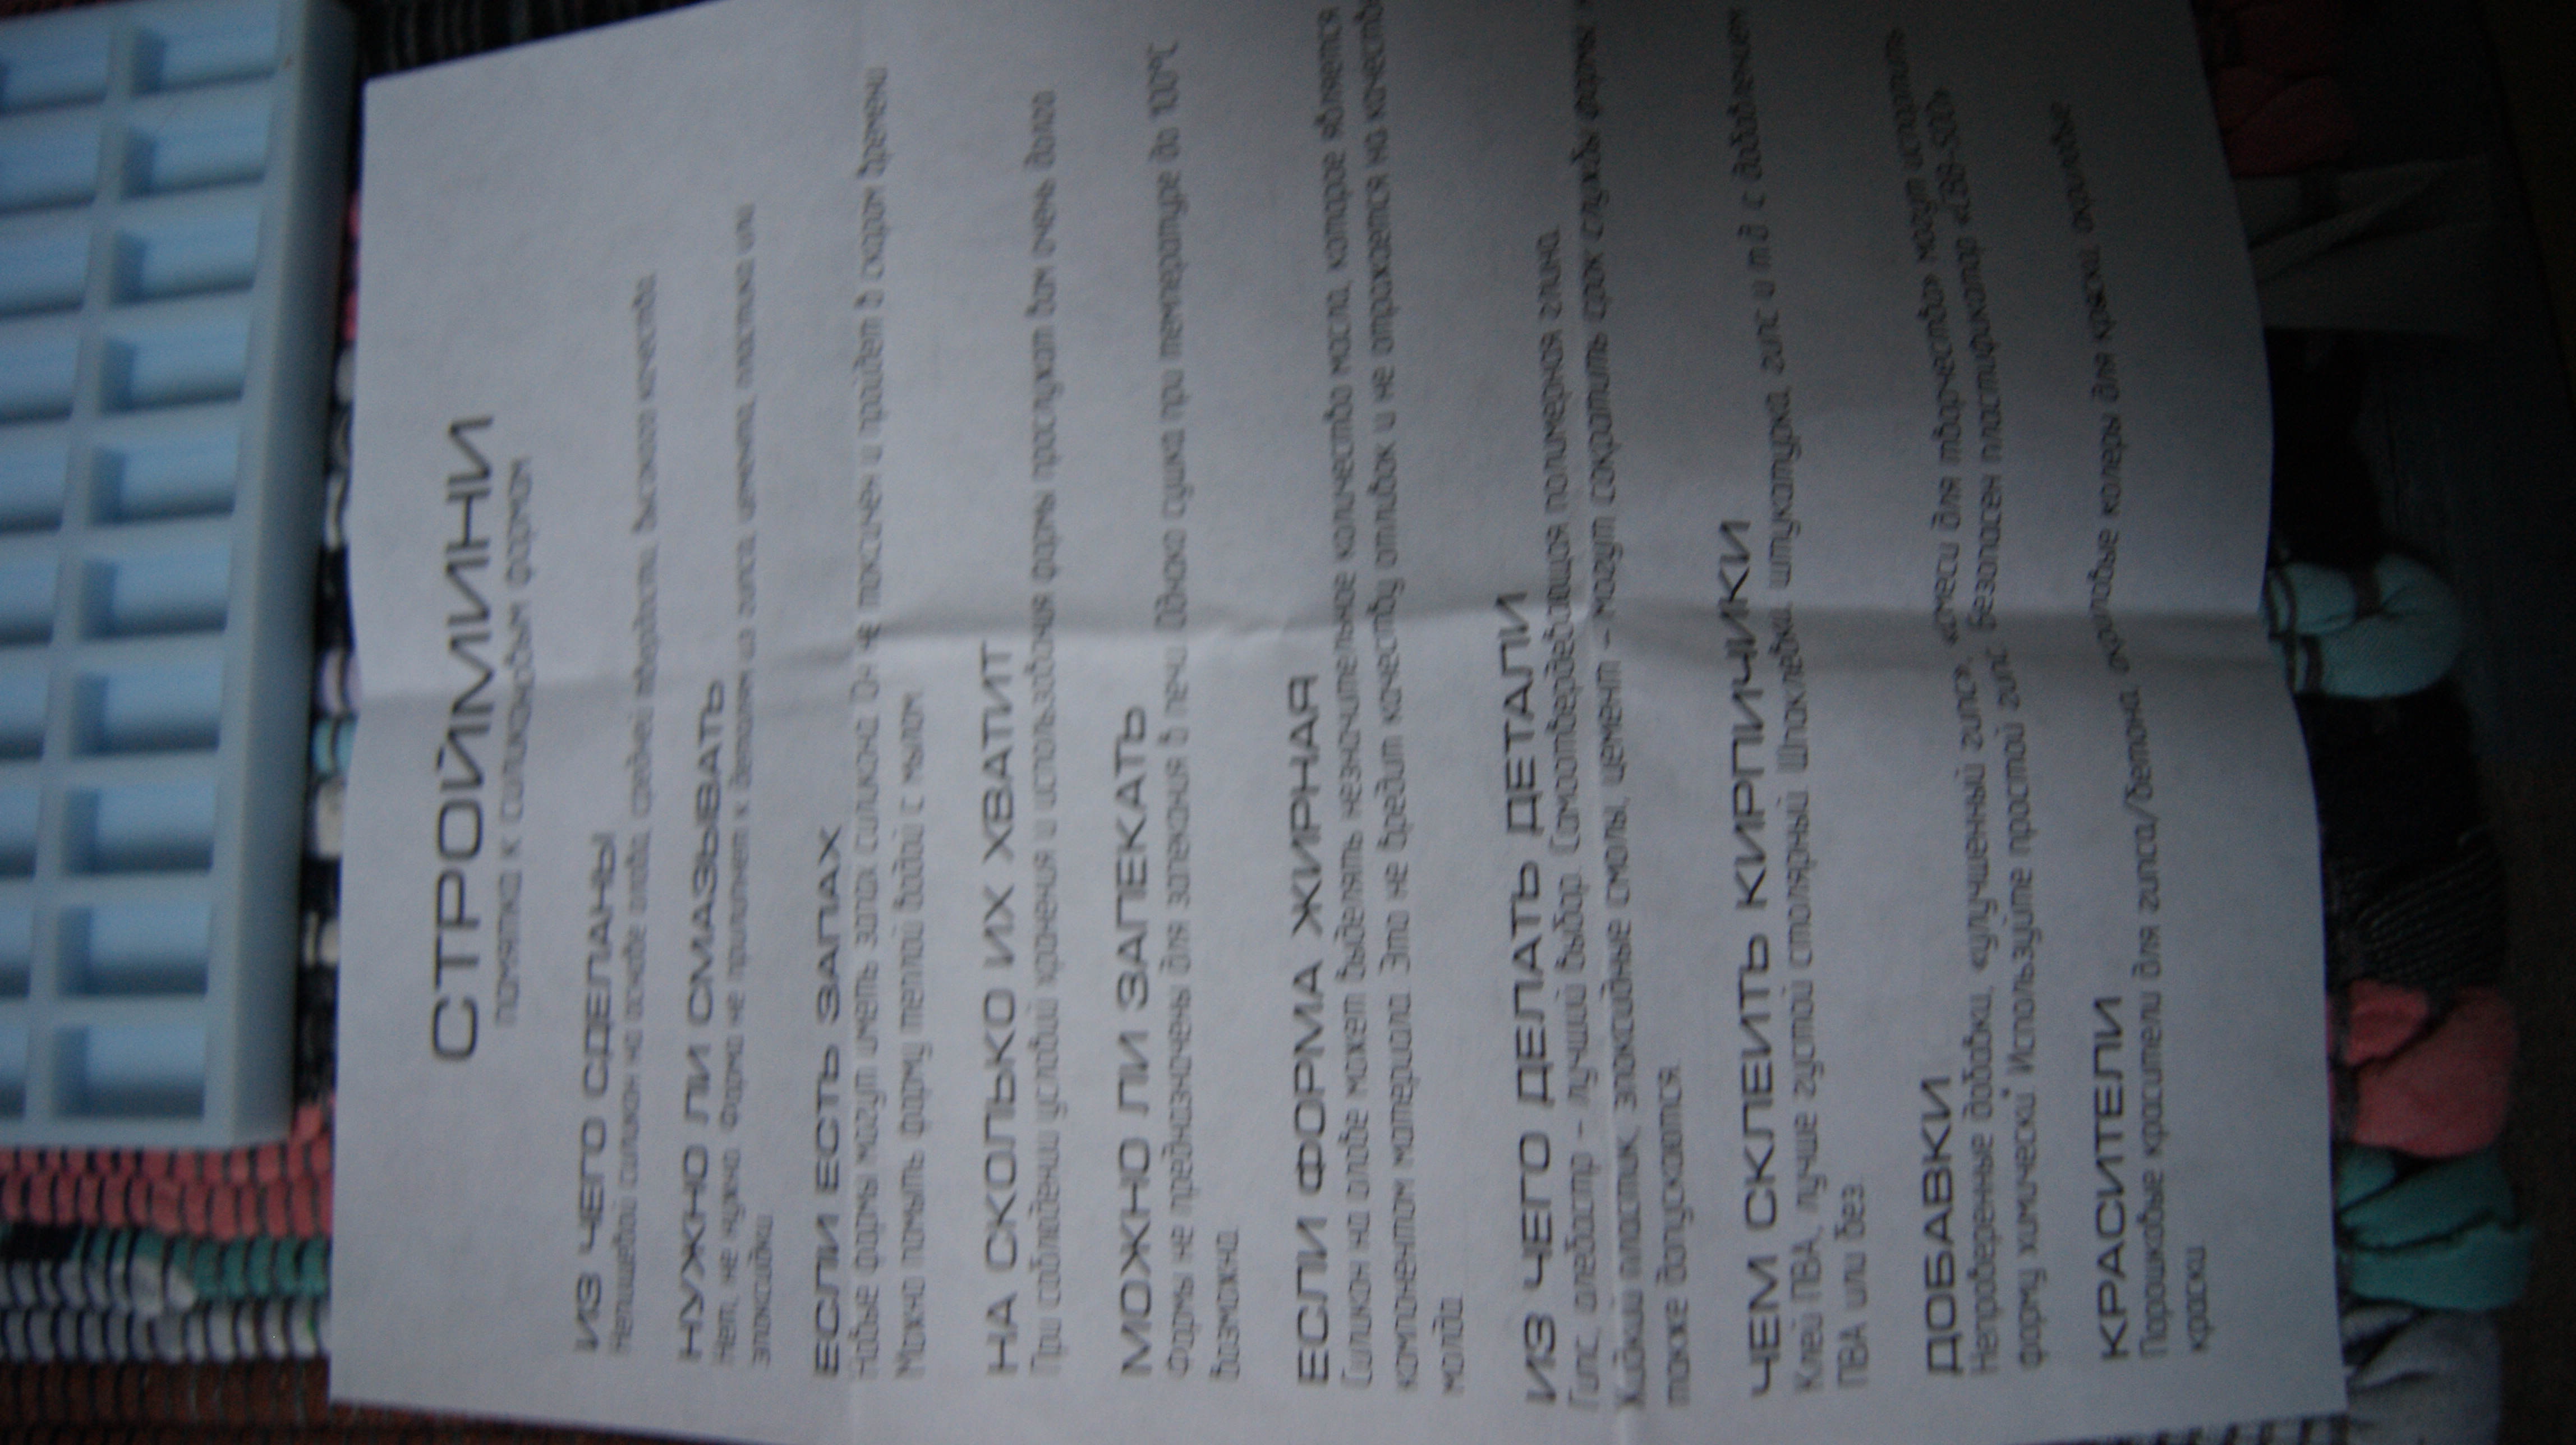 СТРОЙМИНИ
памятка к силиконовым формам
ИЗ ЧЕГО СДЕЛАНЫ
Непищевой силикон на основе олова, средней твердости, высокого качества
НУЖНО ЛИ СМАЗЫВАТЬ
Нет, не нужно. Форма не прилипнет к деталям из гипса, цемента, пластика или
эпоксидки
ЕСЛИ ЕСТЬ ЗАПАХ
Новые формы могут иметь запах силикона. Он не токсичен и пройдет в скором времени
Можно помыть форму теплой водой с мылом
НА СКОЛЬКО ИХ ХВАТИТ
При соблюдении условий хранения и использования формы прослужат вам очень долго
МОЖНО ЛИ ЗАПЕКАТЬ
Формы не предназначены для запекания в печи. Однако сушка при температуре до 100°С
возможна.
ЕСЛИ ФОРМА ЖИРНАЯ
Силикон на олове может выделять незначительное количество масла, которое является
компонентом материала. Это не вредит качеству отливок и не отражается на качестве
молда.
ИЗ ЧЕГО ДЕЛАТЬ ДЕТАЛИ
Гипс, алебастр - лучший выбор. Самоотвердевающая полимерная глина.
Жидкий пластик, эпоксидные смолы, цемент - могут сократить срок службы формы
также допускаются.
ЧЕМ СКЛЕИТЬ КИРПИЧИКИ
Клей ПВА, лучше густой столярный. Шпаклевка, штукатурка, гипс и т.д с добавлением
ПВА или без.
ДОБАВКИ
Непроверенные добавки, «улучшенный гипс», «смеси для творчества» могут испортить
форму химически. Используйте простой гипс. Безопасен пластификатор «СВВ-500»
КРАСИТЕЛИ
Порошковые красители для гипса/бетона, акриловые колеры для краски, акриловые
краски